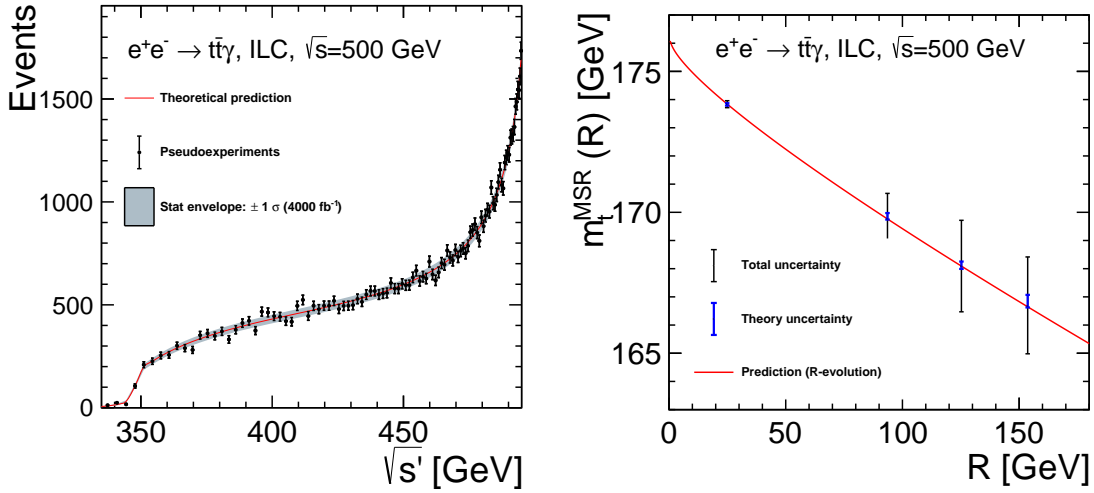 e⁺e⁻ → tt̄γ, ILC, √s=500 GeV
Events
Theoretical prediction
Pseudoexperiments
Stat envelope: ± 1 σ (4000 fb⁻¹)
1500
1000
500
0
350 400 450
√s' [GeV]
e⁺e⁻ → tt̄γ, ILC, √s=500 GeV
m_t^MSR (R) [GeV]
175
170
165
Total uncertainty
Theory uncertainty
Prediction (R-evolution)
0 50 100 150
R [GeV]